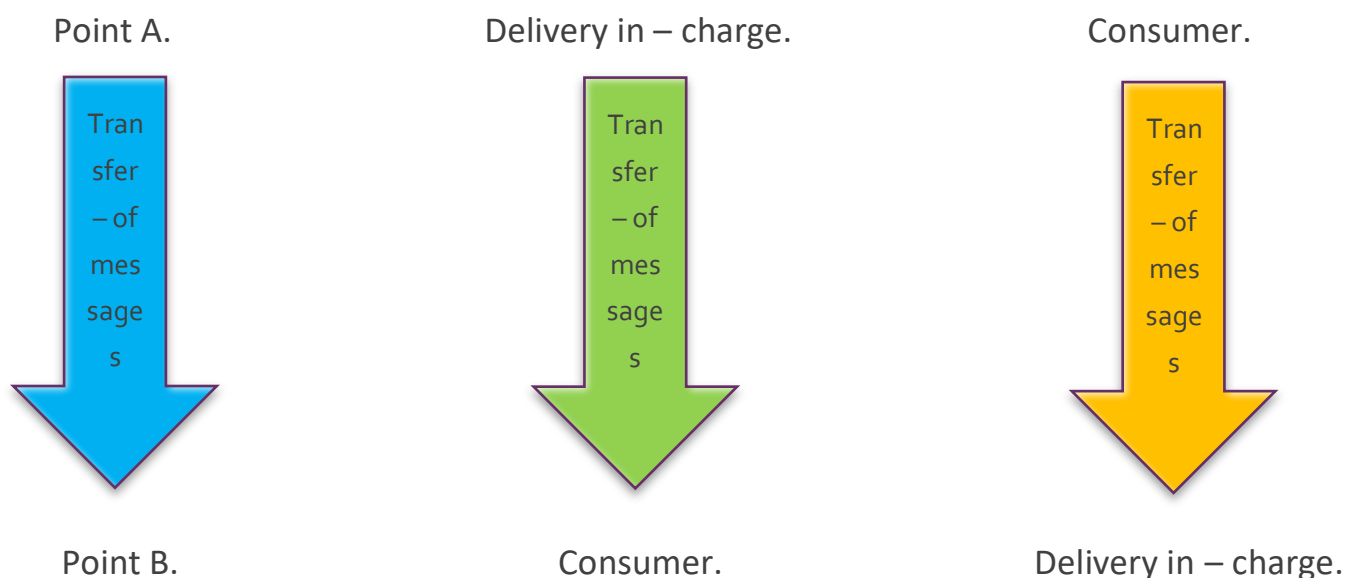 Point A.
Delivery in – charge.
Consumer.
Tran
sfer
– of
mes
sage
s
Tran
sfer
– of
mes
sage
s
Tran
sfer
– of
mes
sage
s
Point B.
Consumer.
Delivery in – charge.